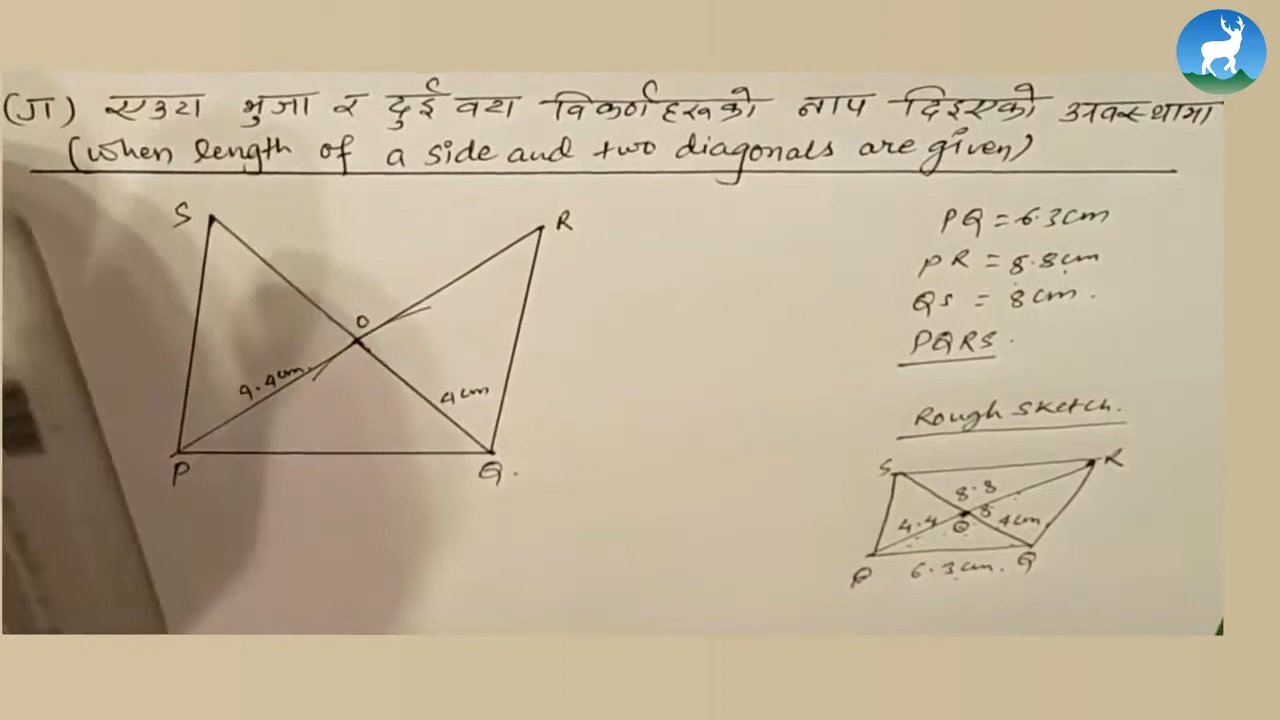 (ग) एउटा भुजा र दुई वटा विकर्णहरूको नाप दिइएको अवस्थामा
(when length of a side and two diagonals are given)
S
R
PQ = 6.3cm
PR = 8.8cm
QS = 8cm.
PQRS.
O
4.4cm
4cm
P
Q.
Rough Sketch.
S
R
8.8
4.4
O
8
4cm
P
6.3cm.
Q